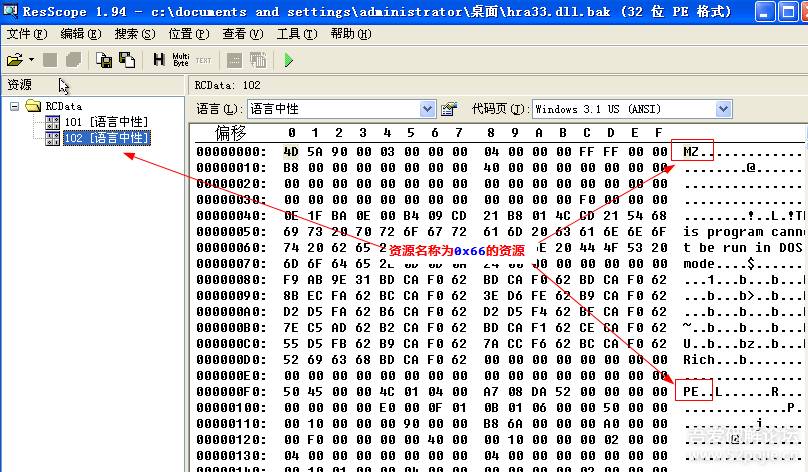 ResScope 1.94 - c:\documents and settings\administrator\桌面\hra33.dll.bak (32 位 PE 格式)
文件(F) 编辑(E) 搜索(S) 位置(P) 查看(V) 工具(T) 帮助(H)
H Multi Byte TEXT
资源
RCData: 102
RCData
101 [语言中性]
102 [语言中性]
语言(L): 语言中性 代码页(J): Windows 3.1 US (ANSI)
偏移 0 1 2 3 4 5 6 7 8 9 A B C D E F
00000000: 4D 5A 90 00 03 00 00 00 04 00 00 00 FF FF 00 00 MZ..............
00000010: B8 00 00 00 00 00 00 00 40 00 00 00 00 00 00 00 ........@.......
00000020: 00 00 00 00 00 00 00 00 00 00 00 00 00 00 00 00 ................
00000030: 00 00 00 00 00 00 00 00 00 00 00 00 F0 00 00 00 ................
00000040: 0E 1F BA 0E 00 B4 09 CD 21 B8 01 4C CD 21 54 68 ........!..L.!Th
00000050: 69 73 20 70 72 6F 67 72 61 6D 20 63 61 6E 6E 6F is program cann
00000060: 74 20 62 65 2 E 20 44 4F 53 20 t be run in DOS
资源名称为0x66的资源
00000070: 6D 6F 64 65 2E 0D 0D 0A 24 00 00 00 00 00 00 00 mode....$.......
00000080: F9 AB 9E 31 BD CA F0 62 BD CA F0 62 BD CA F0 62 ...1...b...b...b
00000090: 8B EC FA 62 BC CA F0 62 3E D6 FE 62 B9 CA F0 62 ...b...b>..b...b
000000A0: D2 D5 FA 62 B6 CA F0 62 D2 D5 F4 62 BF CA F0 62 ...b...b...b...b
000000B0: 7E C5 AD 62 B2 CA F0 62 BD CA F1 62 CE CA F0 62 ~..b...b...b...b
000000C0: 55 D5 FB 62 B9 CA F0 62 7A CC F6 62 BC CA F0 62 U..b...bz..b...b
000000D0: 52 69 63 68 BD CA F0 62 00 00 00 00 00 00 00 00 Rich...b........
000000E0: 00 00 00 00 00 00 00 00 00 00 00 00 00 00 00 00 ................
000000F0: 50 45 00 00 4C 01 04 00 A7 08 DA 52 00 00 00 00 PE..L......R....
00000100: 00 00 00 00 E0 00 0F 01 0B 01 06 00 00 50 00 00 .............P..
00000110: 00 10 00 00 00 90 00 00 B8 6A 00 00 00 A0 00 00 .........j......
00000120: 00 F0 00 00 00 00 40 00 00 10 00 00 00 02 00 00 ......@.........
00000130: 04 00 00 00 00 00 00 00 04 00 00 00 00 00 00 00